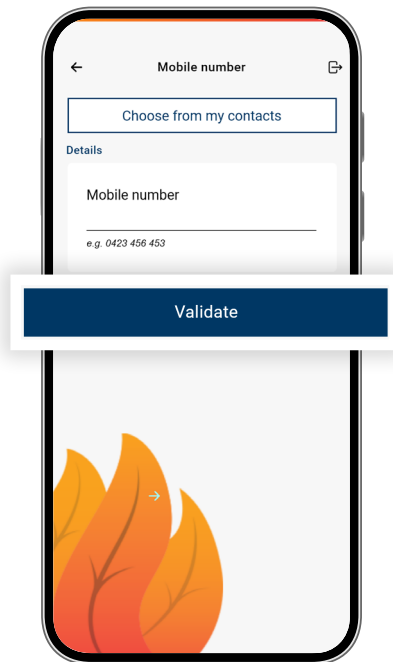 Mobile number
Choose from my contacts
Details
Mobile number
e.g. 0423 456 453
Validate